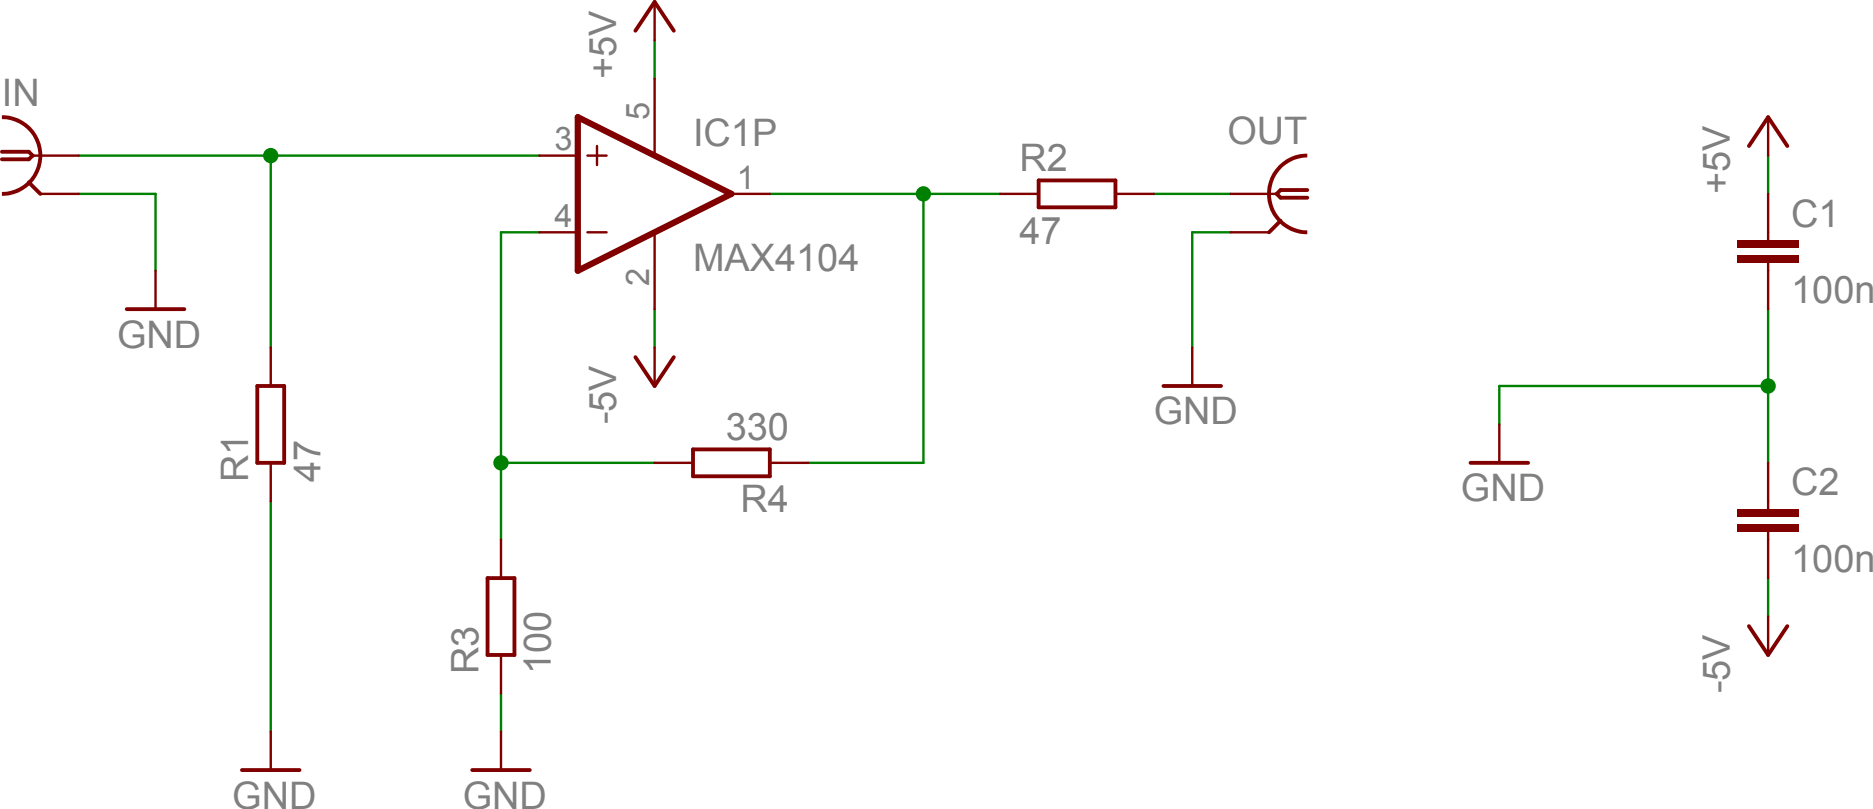 IN
GND
R1
47
+5V
5
3
+
4
-
2
-5V
IC1P
1
MAX4104
330
R4
R3
100
GND
GND
R2
47
OUT
GND
+5V
C1
100n
GND
C2
100n
-5V